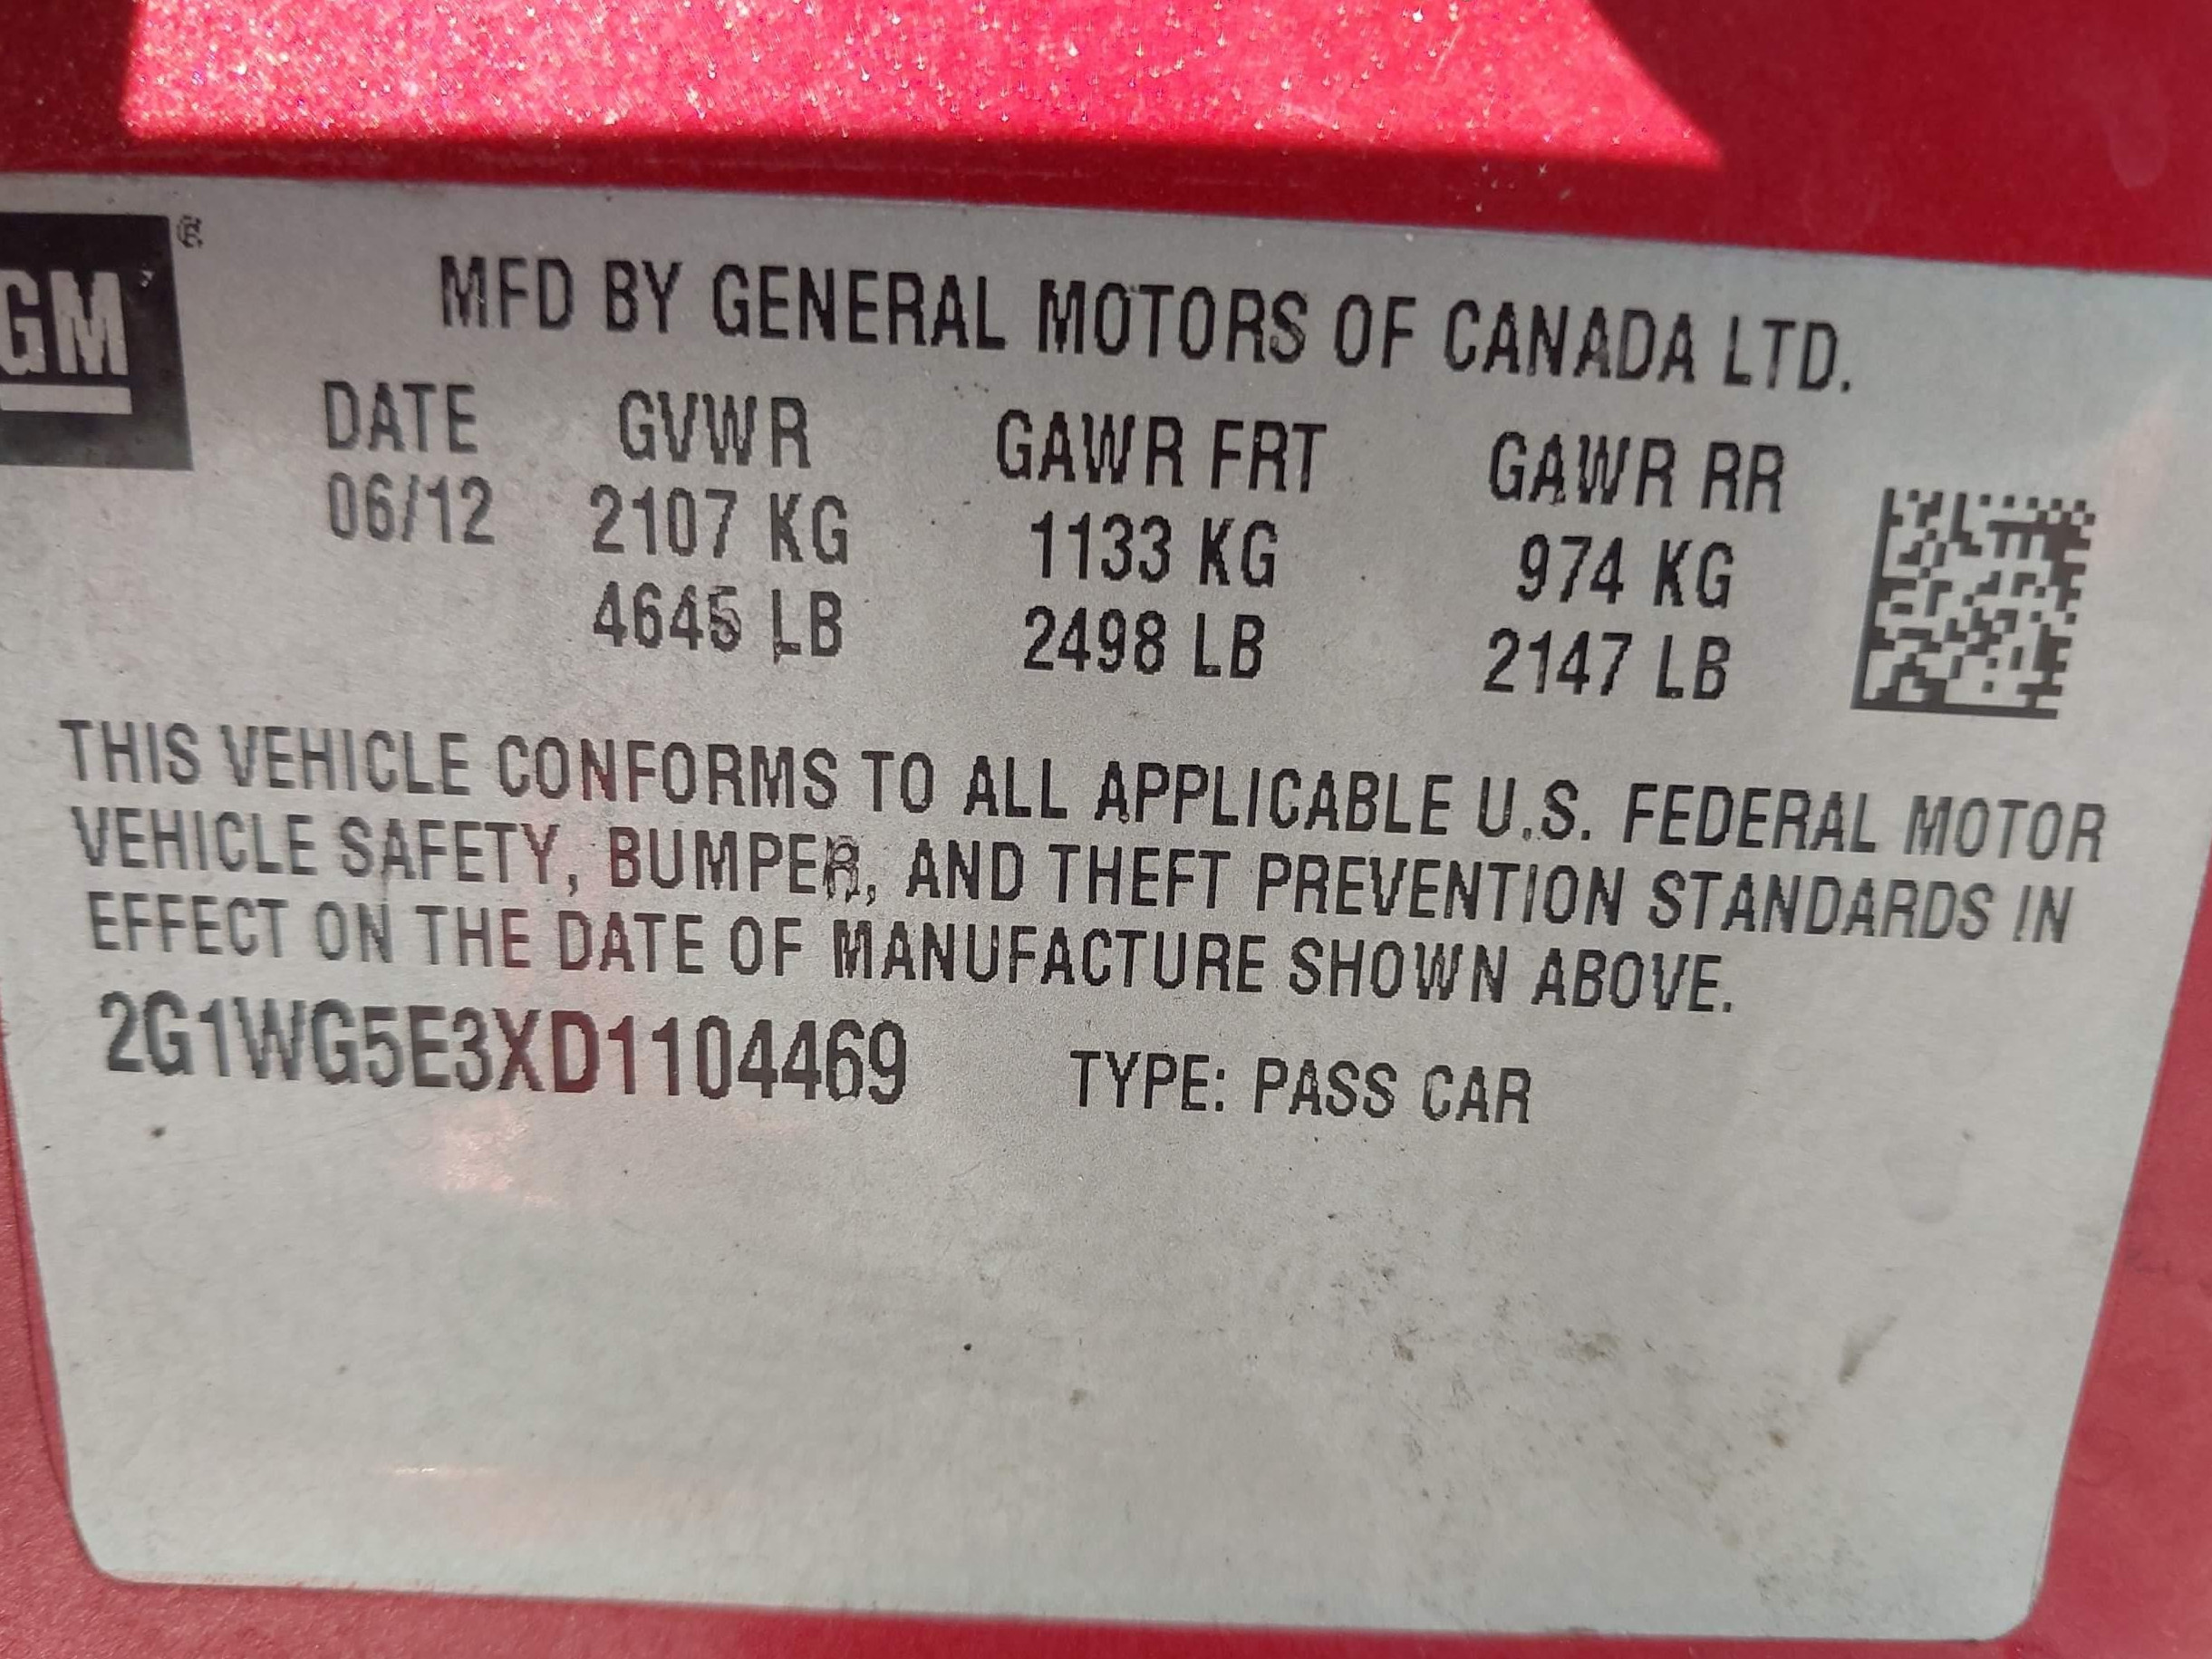 GM ®
MFD BY GENERAL MOTORS OF CANADA LTD.
DATE GVWR GAWR FRT GAWR RR
06/12 2107 KG 1133 KG 974 KG
4645 LB 2498 LB 2147 LB
THIS VEHICLE CONFORMS TO ALL APPLICABLE U.S. FEDERAL MOTOR
VEHICLE SAFETY, BUMPER, AND THEFT PREVENTION STANDARDS IN
EFFECT ON THE DATE OF MANUFACTURE SHOWN ABOVE.
2G1WG5E3XD1104469 TYPE: PASS CAR